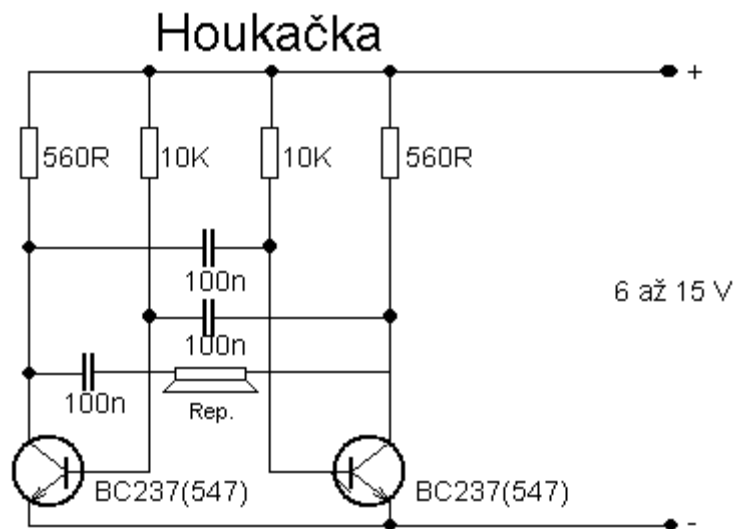 Houkačka
+
560R 10K 10K 560R
100n
6 až 15 V
100n
100n
Rep.
BC237(547) BC237(547)
-